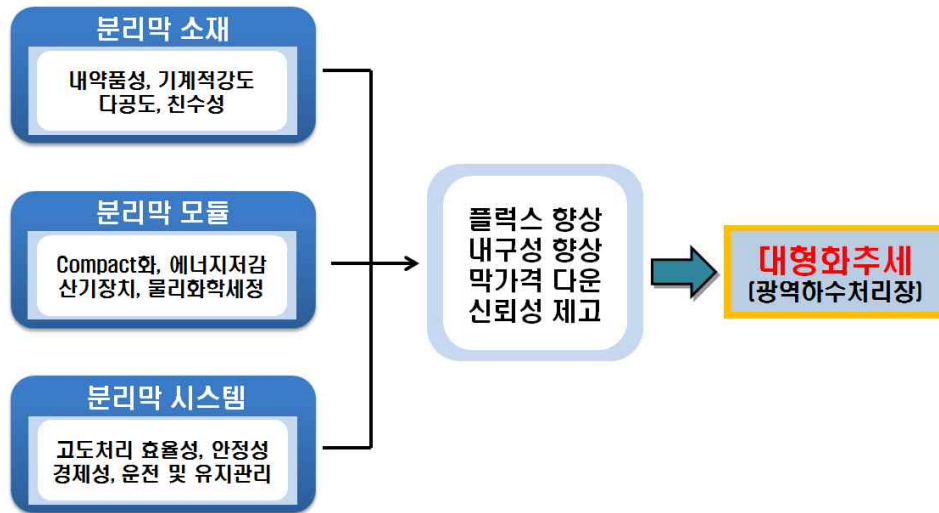 분리막 소재
내약품성, 기계적강도
다공도, 친수성
분리막 모듈
Compact화, 에너지저감
산기장치, 물리화학세정
분리막 시스템
고도처리 효율성, 안정성
경제성, 운전 및 유지관리
플럭스 향상
내구성 향상
막가격 다운
신뢰성 제고
대형화추세
(광역하수처리장)